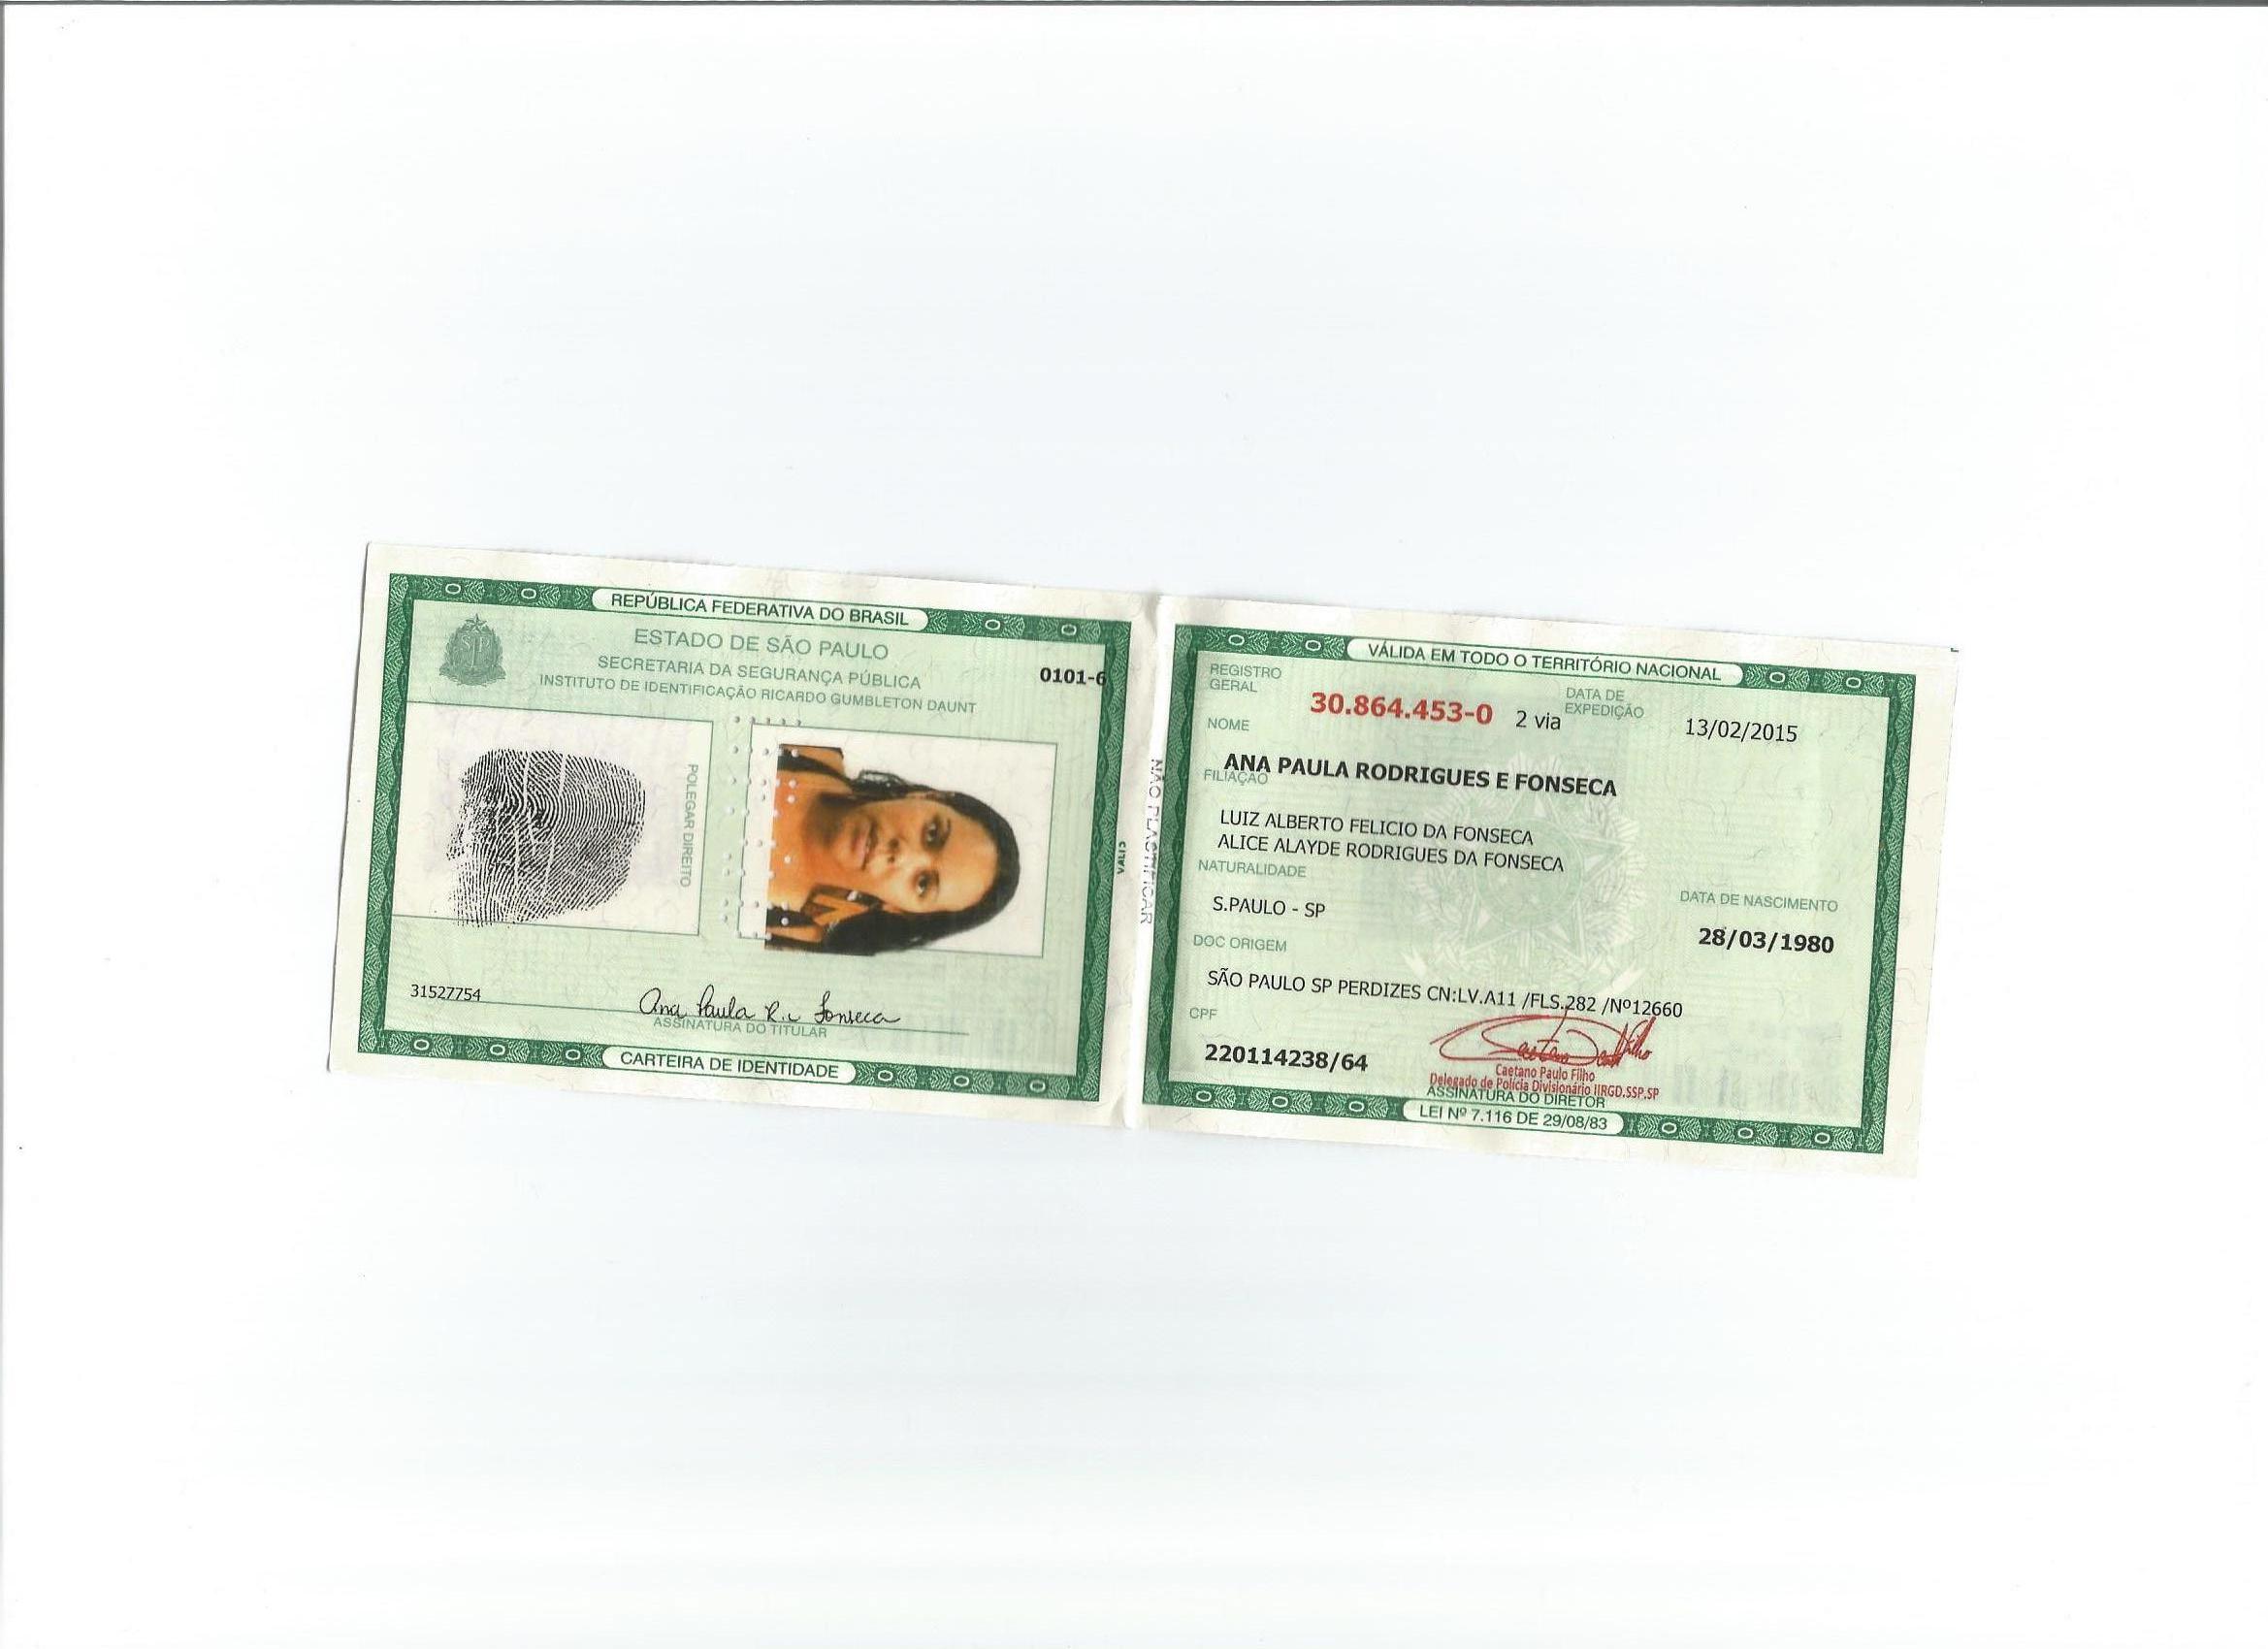 REPÚBLICA FEDERATIVA DO BRASIL
ESTADO DE SÃO PAULO
SECRETARIA DA SEGURANÇA PÚBLICA
INSTITUTO DE IDENTIFICAÇÃO RICARDO GUMBLETON DAUNT
0101-6
POLEGAR DIREITO
31527754
Ana Paula R. e Fonseca
ASSINATURA DO TITULAR
CARTEIRA DE IDENTIDADE
NÃO PLASTIFICAR
VÁLIDA EM TODO O TERRITÓRIO NACIONAL
REGISTRO GERAL
30.864.453-0 2 via
DATA DE EXPEDIÇÃO
13/02/2015
NOME
ANA PAULA RODRIGUES E FONSECA
FILIAÇÃO
LUIZ ALBERTO FELICIO DA FONSECA
ALICE ALAYDE RODRIGUES DA FONSECA
NATURALIDADE
S.PAULO - SP
DATA DE NASCIMENTO
28/03/1980
DOC ORIGEM
SÃO PAULO SP PERDIZES CN:LV.A11 /FLS.282 /Nº12660
CPF
220114238/64
Caetano Paulo Filho
Delegado de Polícia Divisionário IIRGD.SSP.SP
ASSINATURA DO DIRETOR
LEI Nº 7.116 DE 29/08/83